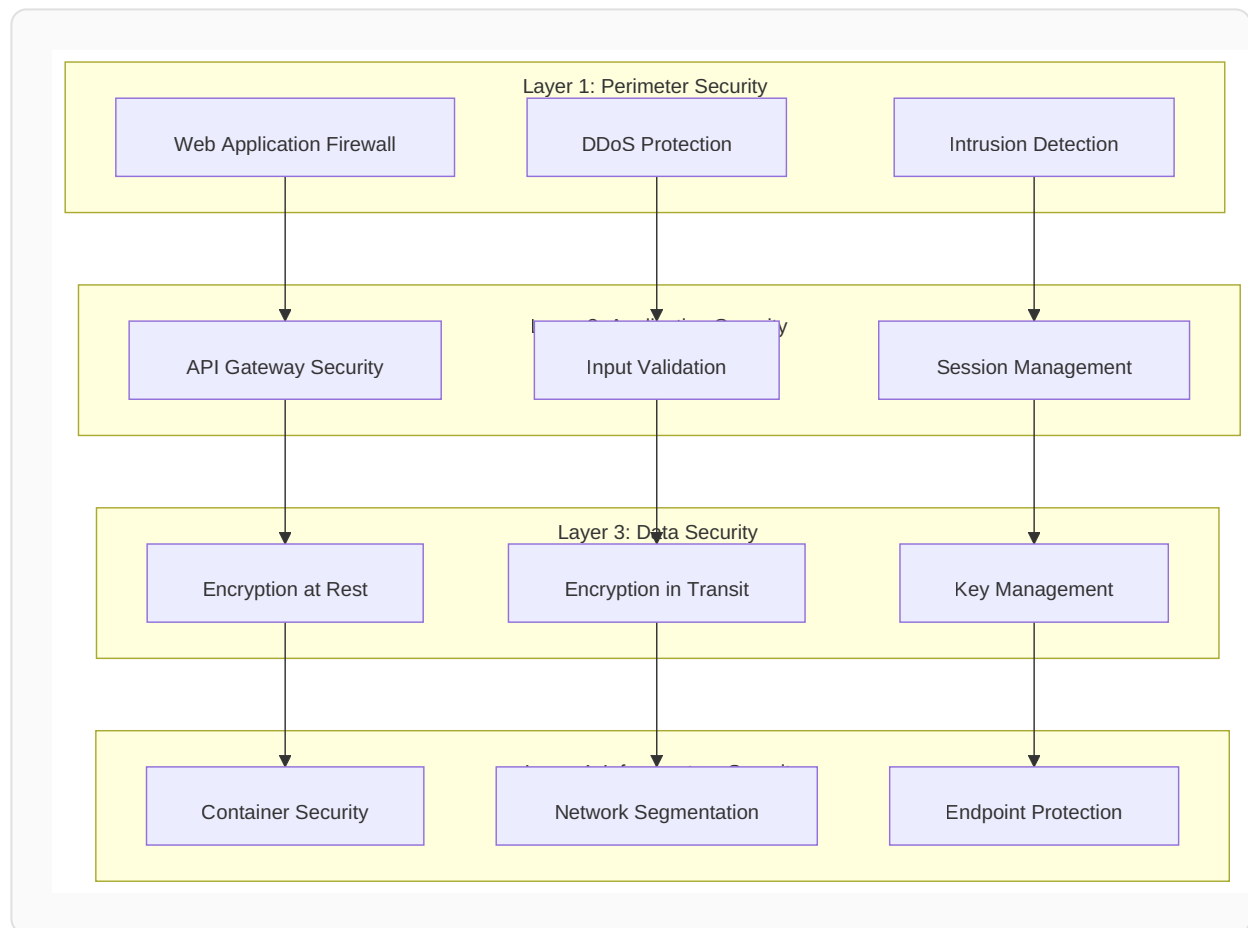 Layer 1: Perimeter Security
Web Application Firewall
DDoS Protection
Intrusion Detection
API Gateway Security
Input Validation
Session Management
Layer 3: Data Security
Encryption at Rest
Encryption in Transit
Key Management
Container Security
Network Segmentation
Endpoint Protection